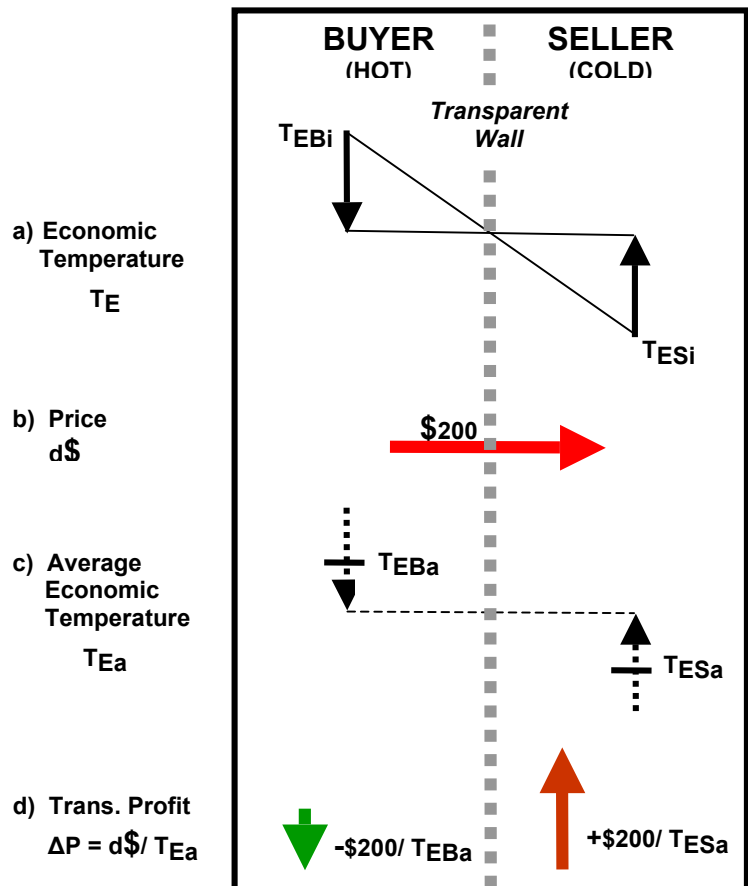 BUYER
(HOT)
SELLER
(COLD)
Transparent
Wall
TEBi
a) Economic
Temperature
TE
TESi
b) Price
d$
$200
c) Average
Economic
Temperature
TEa
TEBa
TESa
d) Trans. Profit
ΔP = d$/ TEa
-$200/ TEBa
+$200/ TESa